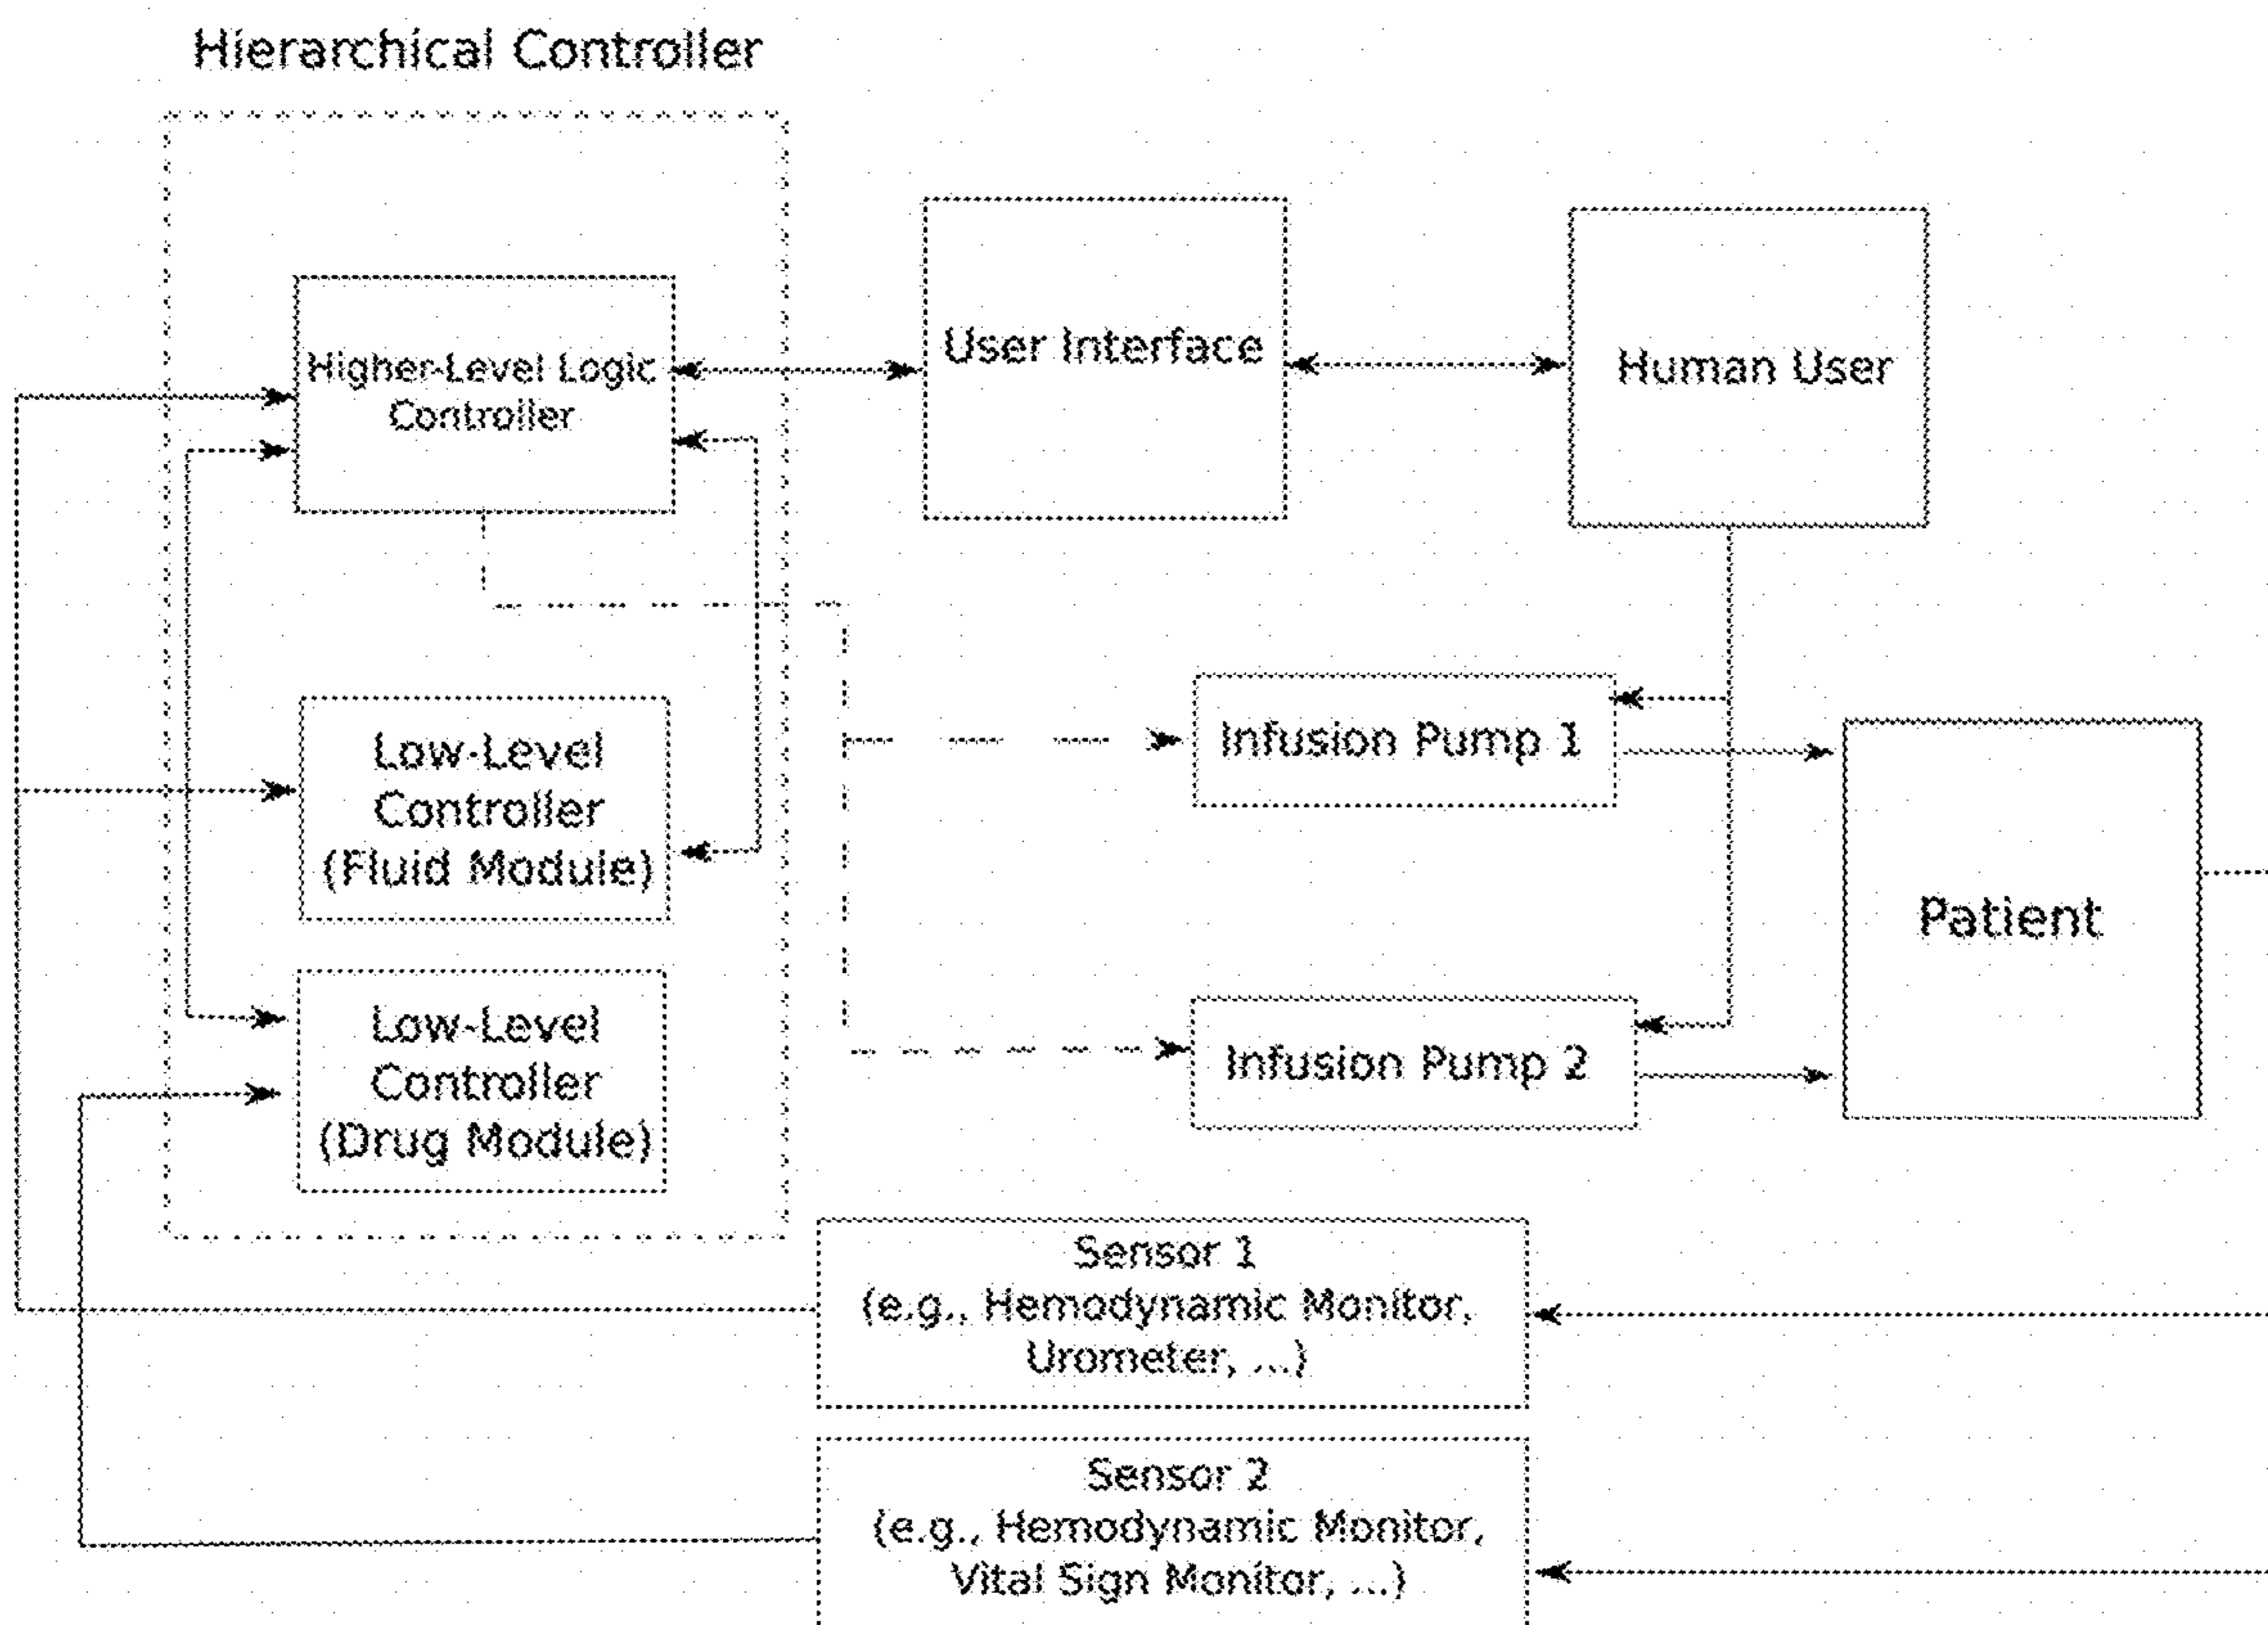 Hierarchical Controller
Higher-Level Logic
Controller
User Interface
Human User
Low-Level
Controller
(Fluid Module)
Infusion Pump 1
Patient
Low-Level
Controller
(Drug Module)
Infusion Pump 2
Sensor 1
(e.g., Hemodynamic Monitor,
Urometer, ...)
Sensor 2
(e.g., Hemodynamic Monitor,
Vital Sign Monitor, ...)